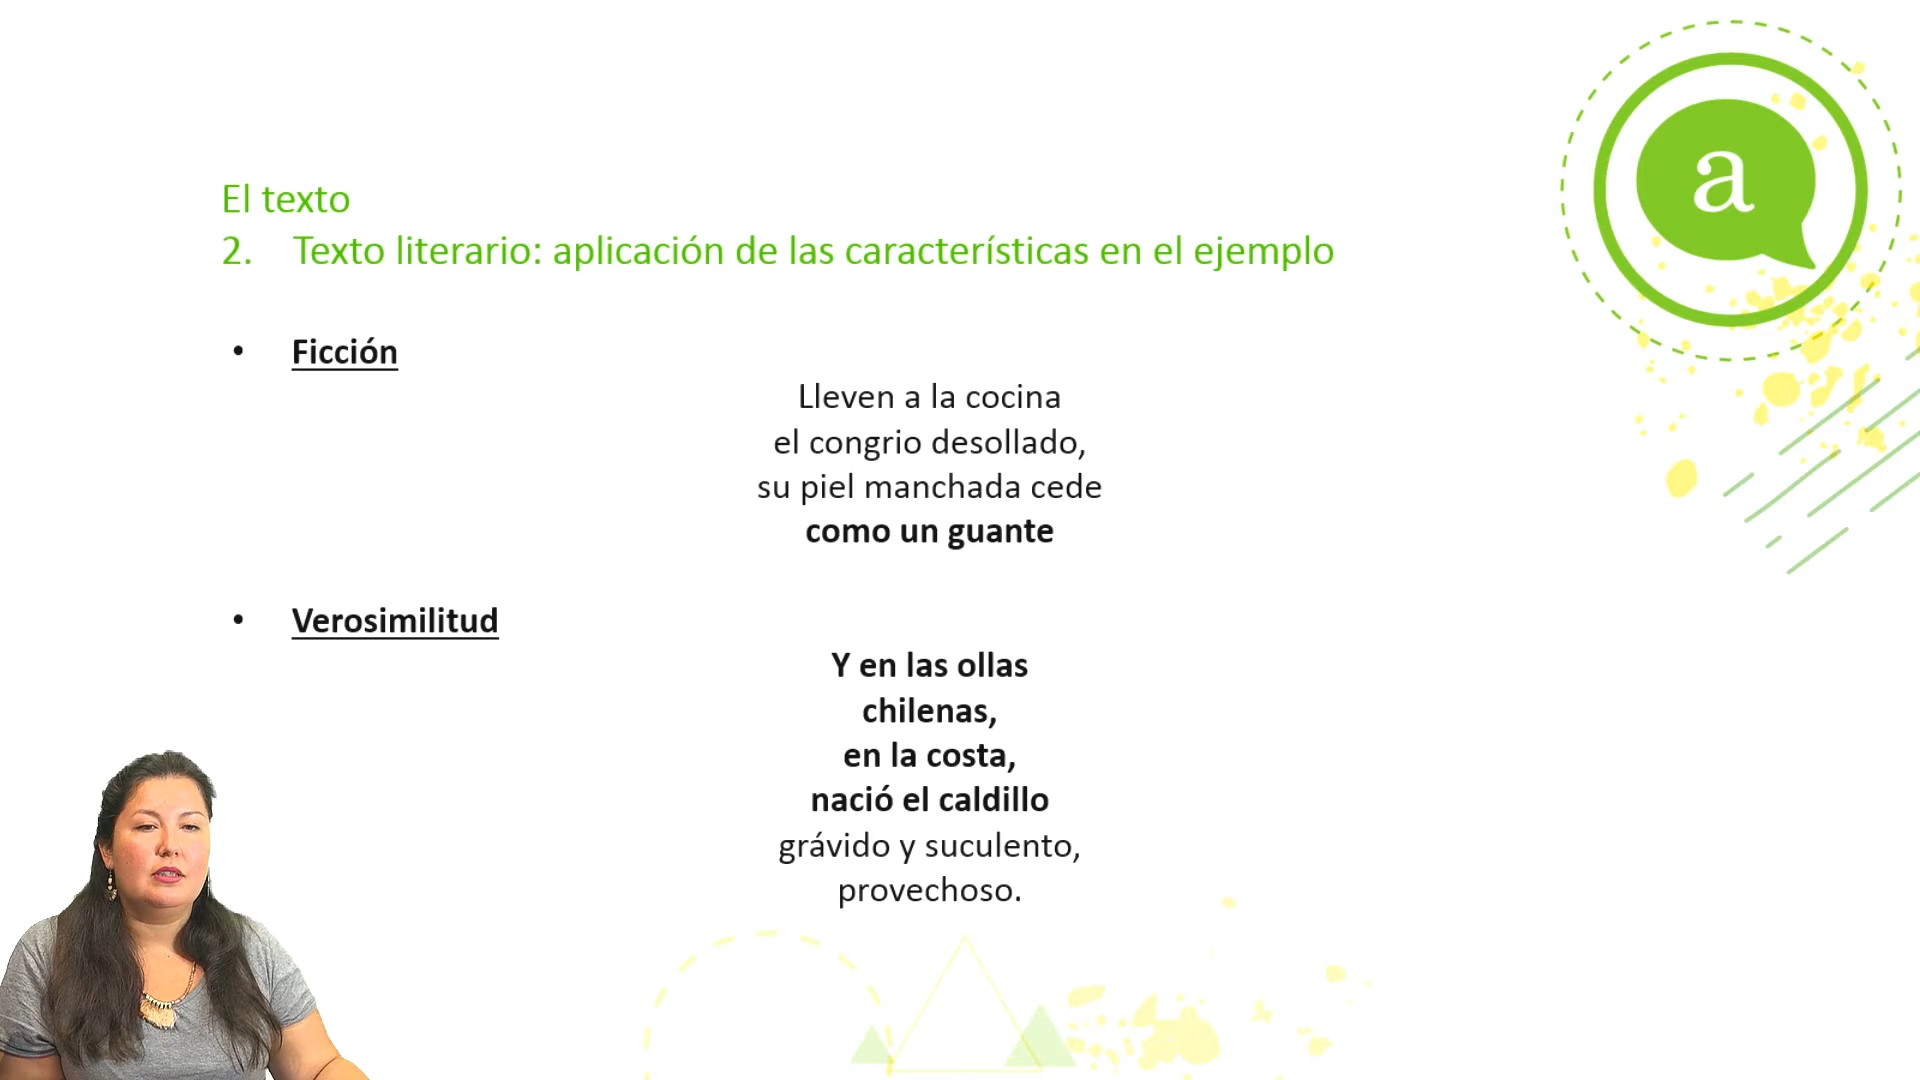 a
El texto
2. Texto literario: aplicación de las características en el ejemplo
• Ficción
Lleven a la cocina
el congrio desollado,
su piel manchada cede
como un guante
• Verosimilitud
Y en las ollas
chilenas,
en la costa,
nació el caldillo
grávido y suculento,
provechoso.